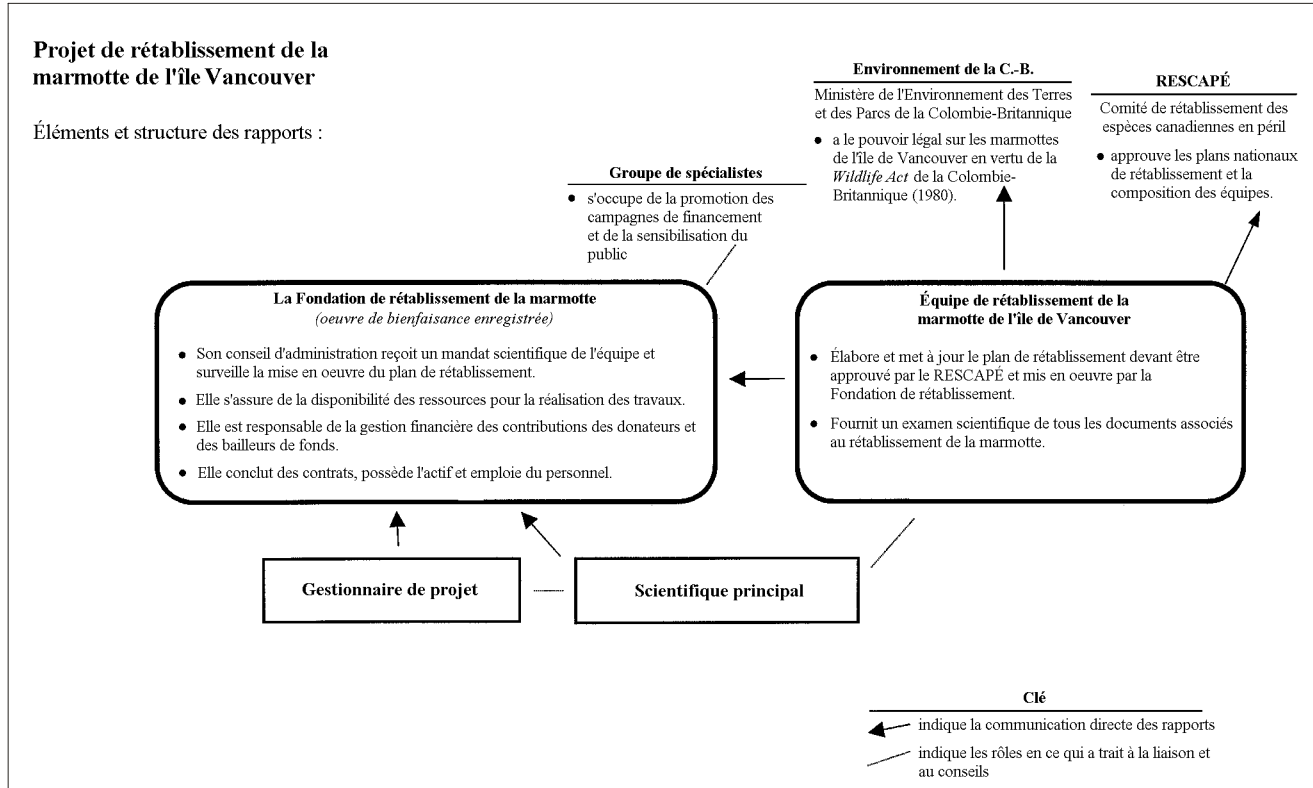 Projet de rétablissement de la
marmotte de l'île Vancouver
Éléments et structure des rapports :
Environnement de la C.-B.
Ministère de l'Environnement des Terres
et des Parcs de la Colombie-Britannique
• a le pouvoir légal sur les marmottes
de l'île de Vancouver en vertu de la
Wildlife Act de la Colombie-
Britannique (1980).
RESCAPÉ
Comité de rétablissement des
espèces canadiennes en péril
• approuve les plans nationaux
de rétablissement et la
composition des équipes.
Groupe de spécialistes
• s'occupe de la promotion des
campagnes de financement
et de la sensibilisation du
public
La Fondation de rétablissement de la marmotte
(oeuvre de bienfaisance enregistrée)
• Son conseil d'administration reçoit un mandat scientifique de l'équipe et
surveille la mise en oeuvre du plan de rétablissement.
• Elle s'assure de la disponibilité des ressources pour la réalisation des travaux.
• Elle est responsable de la gestion financière des contributions des donateurs et
des bailleurs de fonds.
• Elle conclut des contrats, possède l'actif et emploie du personnel.
Équipe de rétablissement de la
marmotte de l'île de Vancouver
• Élabore et met à jour le plan de rétablissement devant être
approuvé par le RESCAPÉ et mis en oeuvre par la
Fondation de rétablissement.
• Fournit un examen scientifique de tous les documents associés
au rétablissement de la marmotte.
Gestionnaire de projet
Scientifique principal
Clé
indique la communication directe des rapports
indique les rôles en ce qui a trait à la liaison et
au conseils